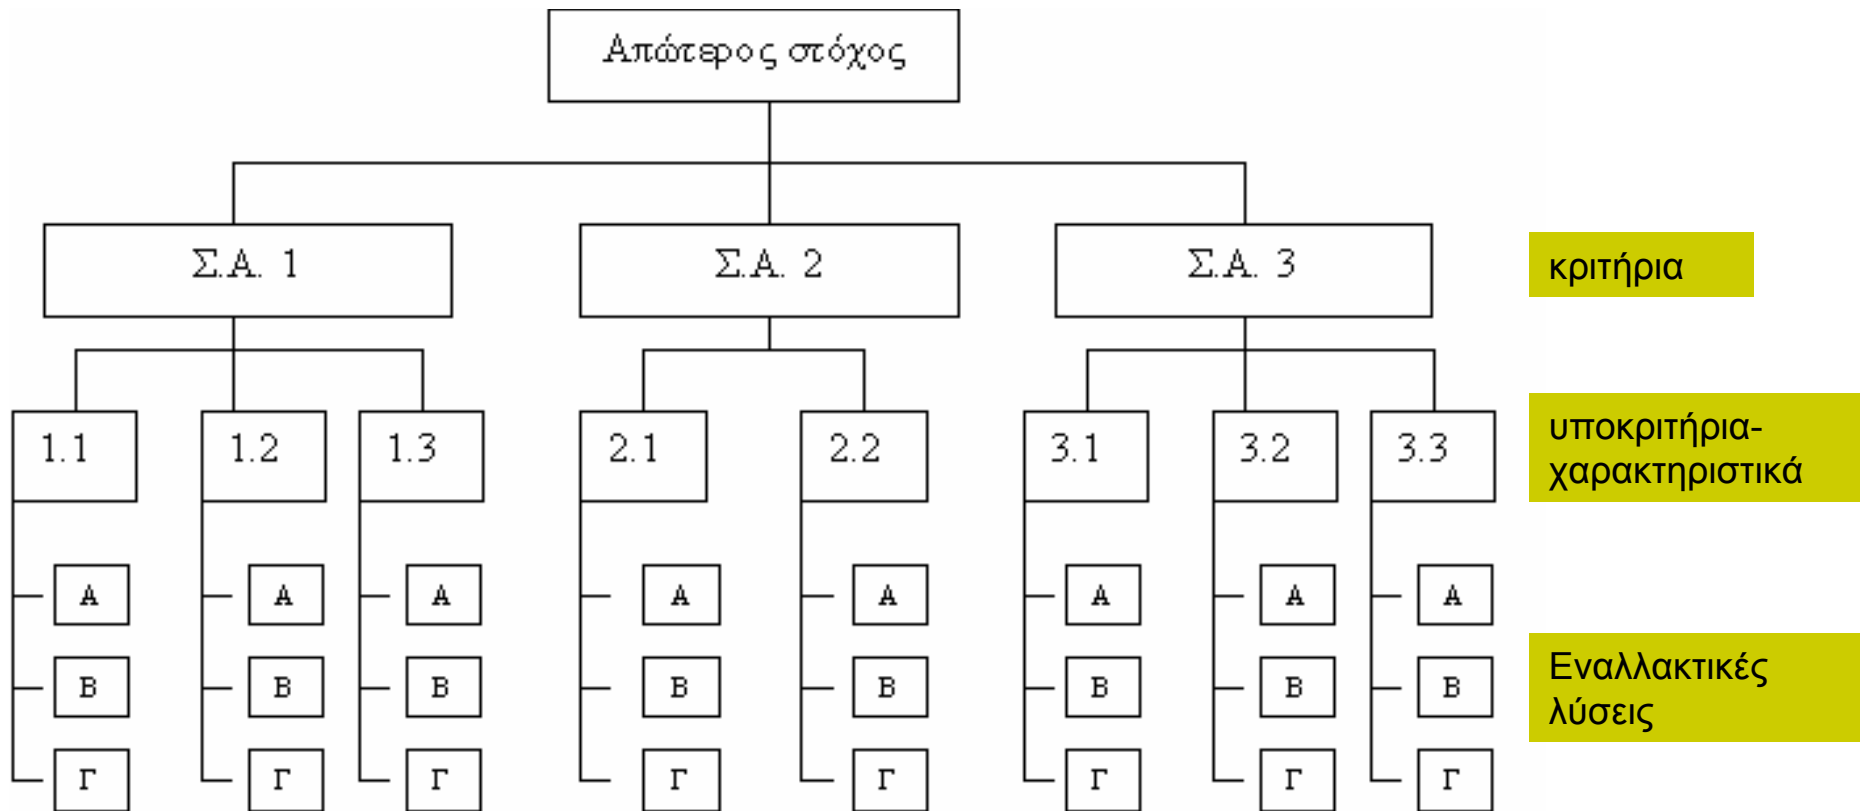 Απώτερος στόχος
Σ.Α. 1 Σ.Α. 2 Σ.Α. 3 κριτήρια
1.1 1.2 1.3 2.1 2.2 3.1 3.2 3.3 υποκριτήρια-
χαρακτηριστικά
Α Α Α Α Α Α Α Α
Β Β Β Β Β Β Β Β Εναλλακτικές
λύσεις
Γ Γ Γ Γ Γ Γ Γ Γ